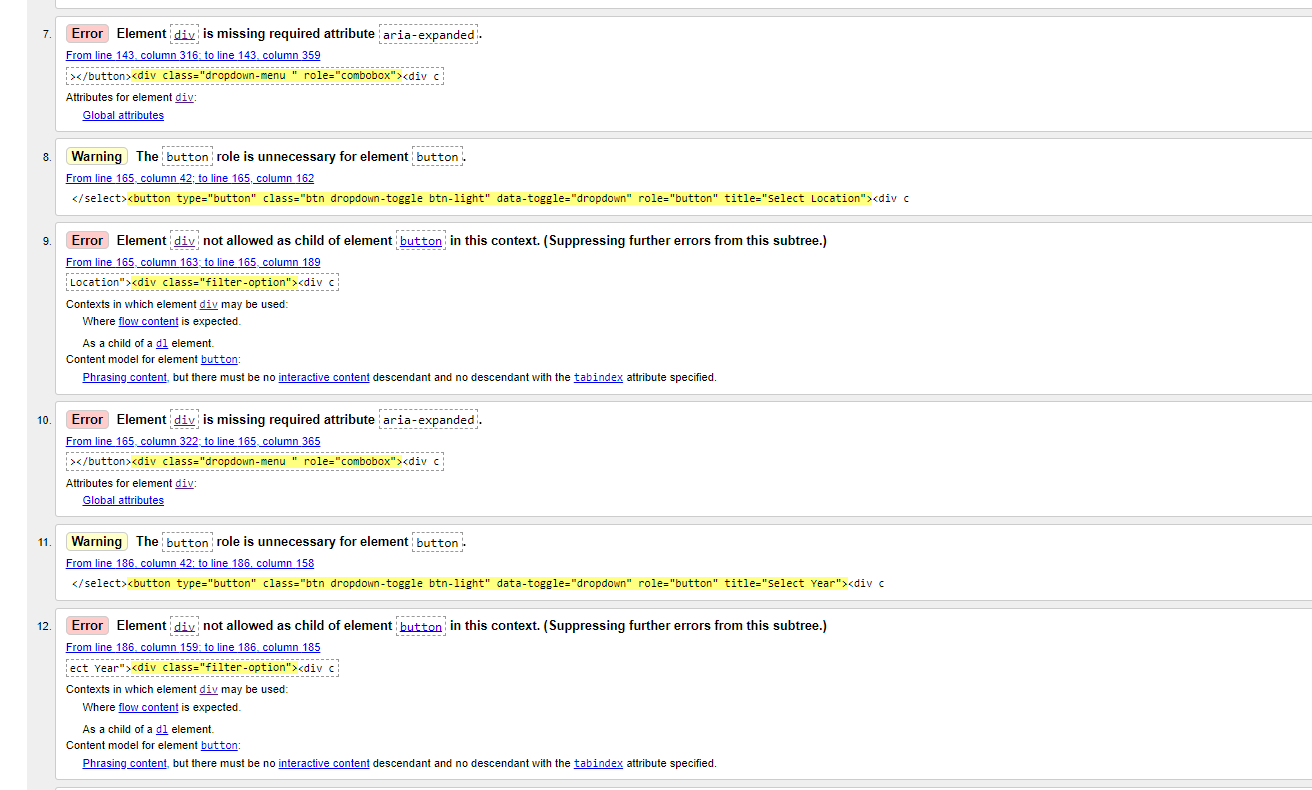 7. Error Element div is missing required attribute aria-expanded.
From line 143, column 316; to line 143, column 359
></button><div class="dropdown-menu " role="combobox"><div c
Attributes for element div:
Global attributes
8. Warning The button role is unnecessary for element button.
From line 165, column 42; to line 165, column 162
</select><button type="button" class="btn dropdown-toggle btn-light" data-toggle="dropdown" role="button" title="Select Location"><div c
9. Error Element div not allowed as child of element button in this context. (Suppressing further errors from this subtree.)
From line 165, column 163; to line 165, column 189
Location"><div class="filter-option"><div c
Contexts in which element div may be used:
Where flow content is expected.
As a child of a dl element.
Content model for element button:
Phrasing content, but there must be no interactive content descendant and no descendant with the tabindex attribute specified.
10. Error Element div is missing required attribute aria-expanded.
From line 165, column 322; to line 165, column 365
></button><div class="dropdown-menu " role="combobox"><div c
Attributes for element div:
Global attributes
11. Warning The button role is unnecessary for element button.
From line 186, column 42; to line 186, column 158
</select><button type="button" class="btn dropdown-toggle btn-light" data-toggle="dropdown" role="button" title="Select Year"><div c
12. Error Element div not allowed as child of element button in this context. (Suppressing further errors from this subtree.)
From line 186, column 159; to line 186, column 185
ect Year"><div class="filter-option"><div c
Contexts in which element div may be used:
Where flow content is expected.
As a child of a dl element.
Content model for element button:
Phrasing content, but there must be no interactive content descendant and no descendant with the tabindex attribute specified.